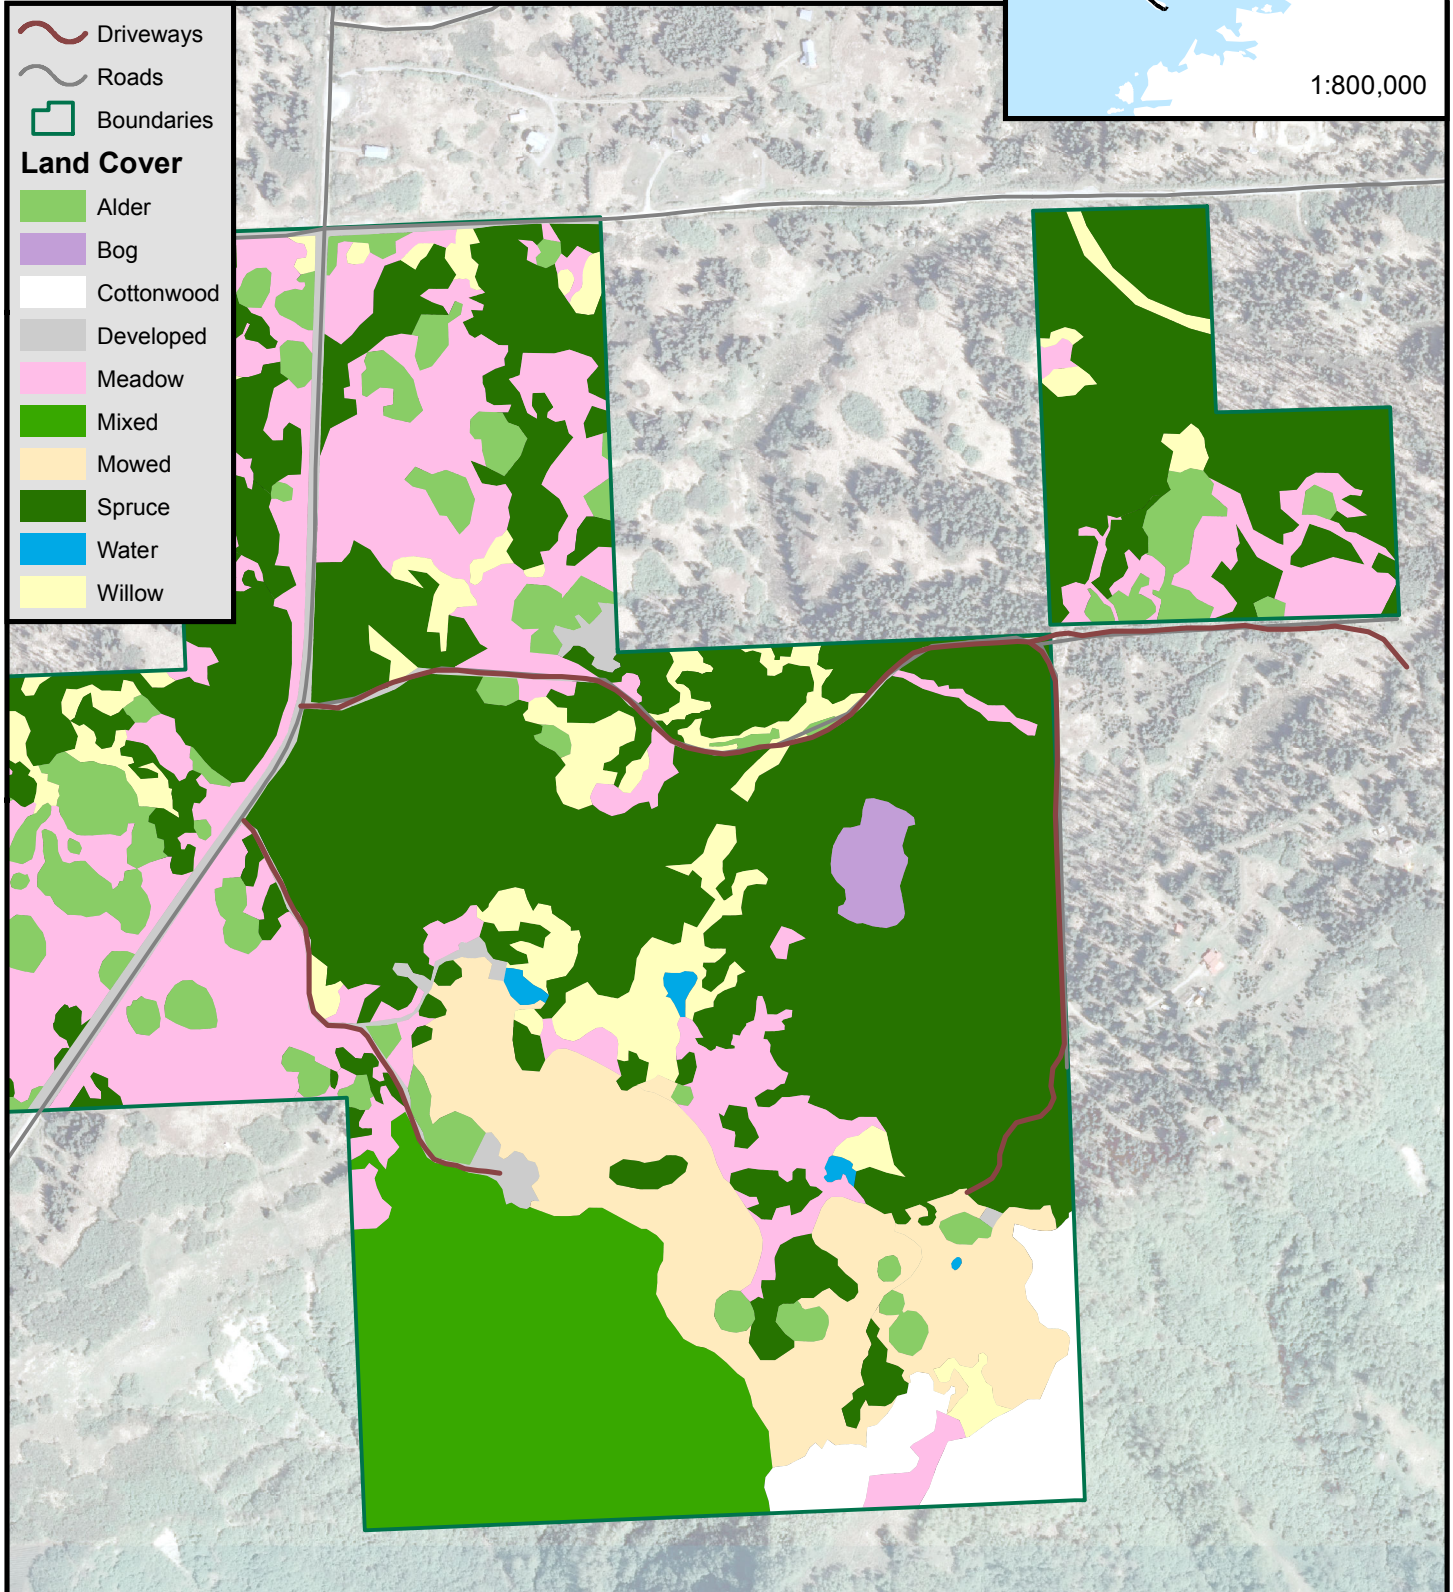 Driveways
Roads
Boundaries
Land Cover
Alder
Bog
Cottonwood
Developed
Meadow
Mixed
Mowed
Spruce
Water
Willow
1:800,000